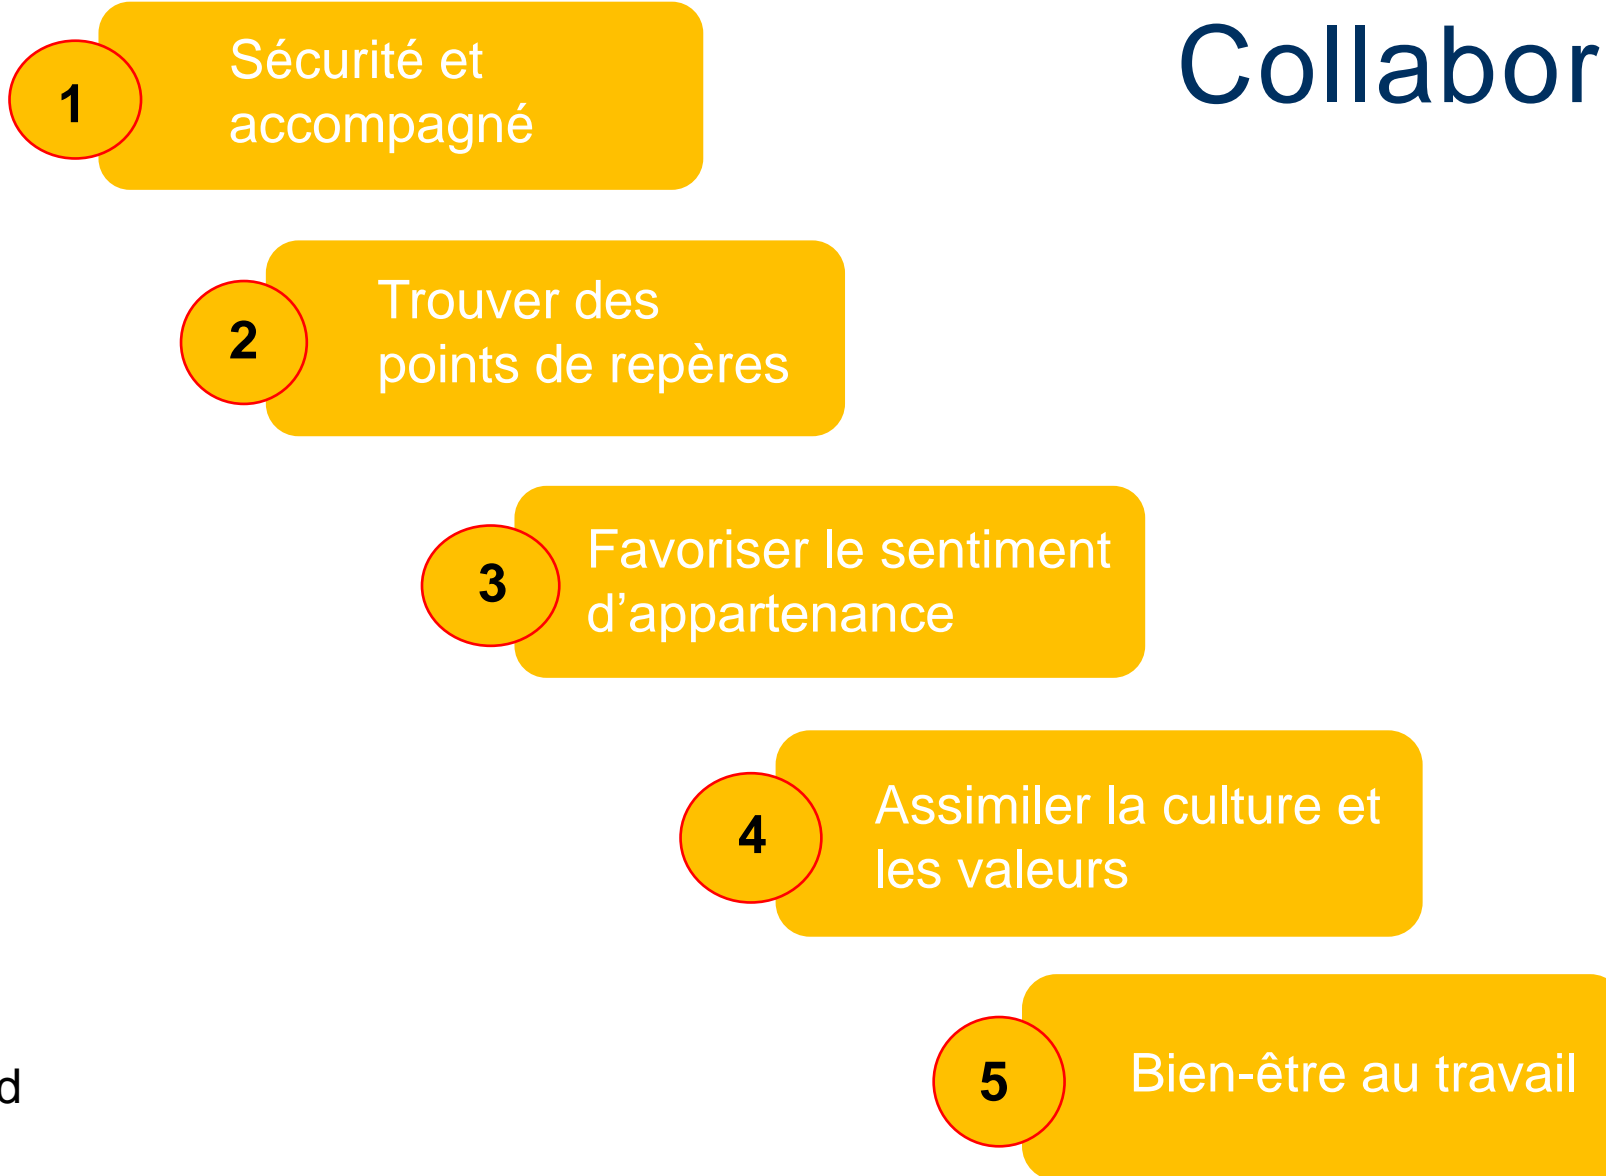 Collabor
1
Sécurité et
accompagné
2
Trouver des
points de repères
3
Favoriser le sentiment
d’appartenance
4
Assimiler la culture et
les valeurs
5
Bien-être au travail
d